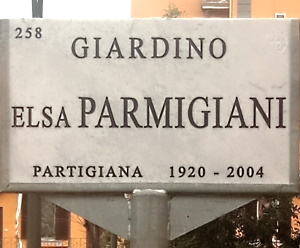 258
GIARDINO
ELSA PARMIGIANI
PARTIGIANA 1920 - 2004